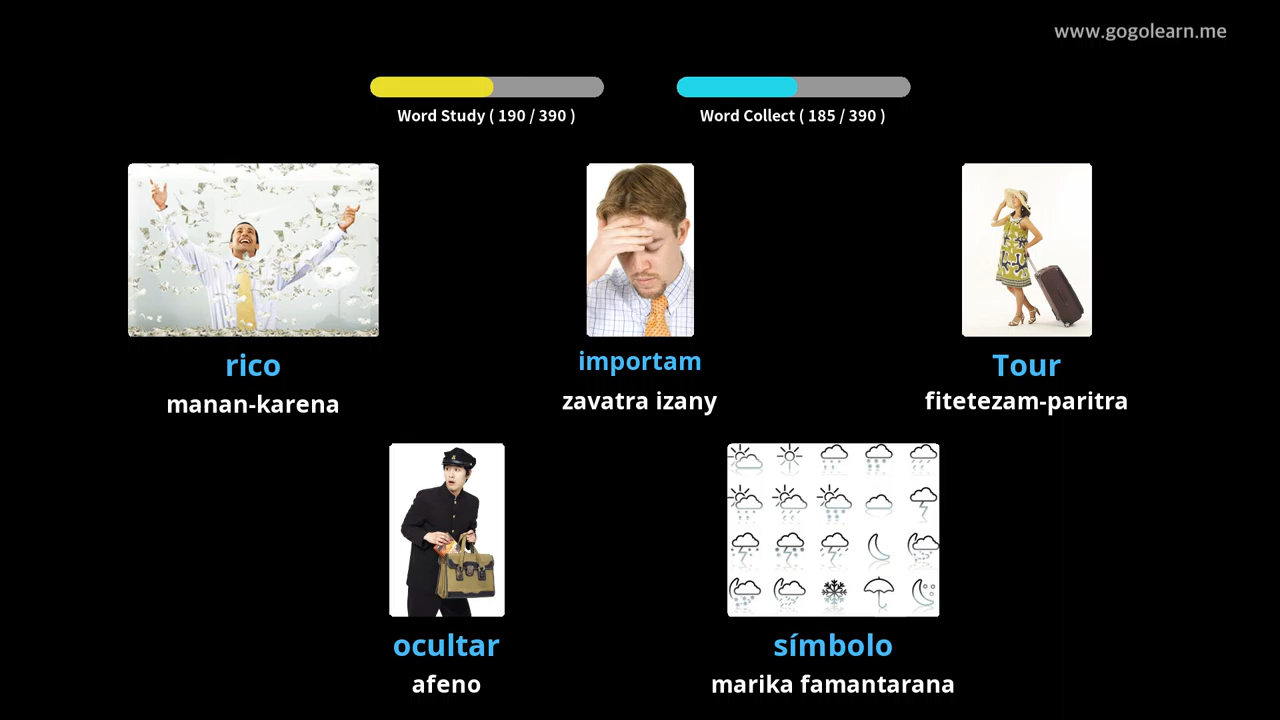 www.gogolearn.me
Word Study ( 190 / 390 )
Word Collect ( 185 / 390 )
rico
manan-karena
importam
zavatra izany
Tour
fitetezam-paritra
ocultar
afeno
símbolo
marika famantarana